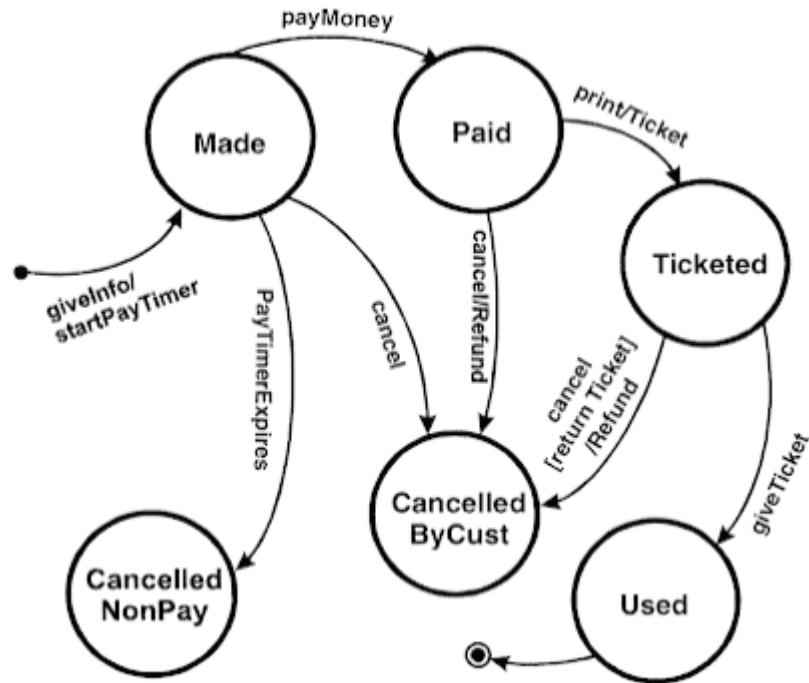 payMoney
Made
Paid
print/Ticket
Ticketed
giveInfo/
startPayTimer
PayTimerExpires
cancel
cancel/Refund
cancel
[return Ticket]
/Refund
giveTicket
Cancelled
ByCust
Cancelled
NonPay
Used